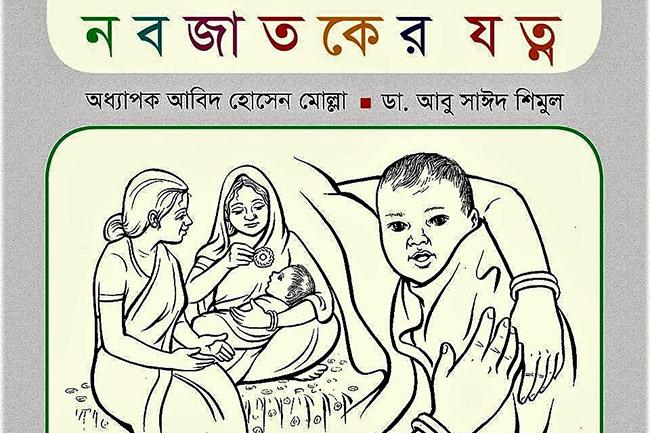 নবজাতকের যত্ন
অধ্যাপক আবিদ হোসেন মোল্লা ■ ডা. আবু সাঈদ শিমুল